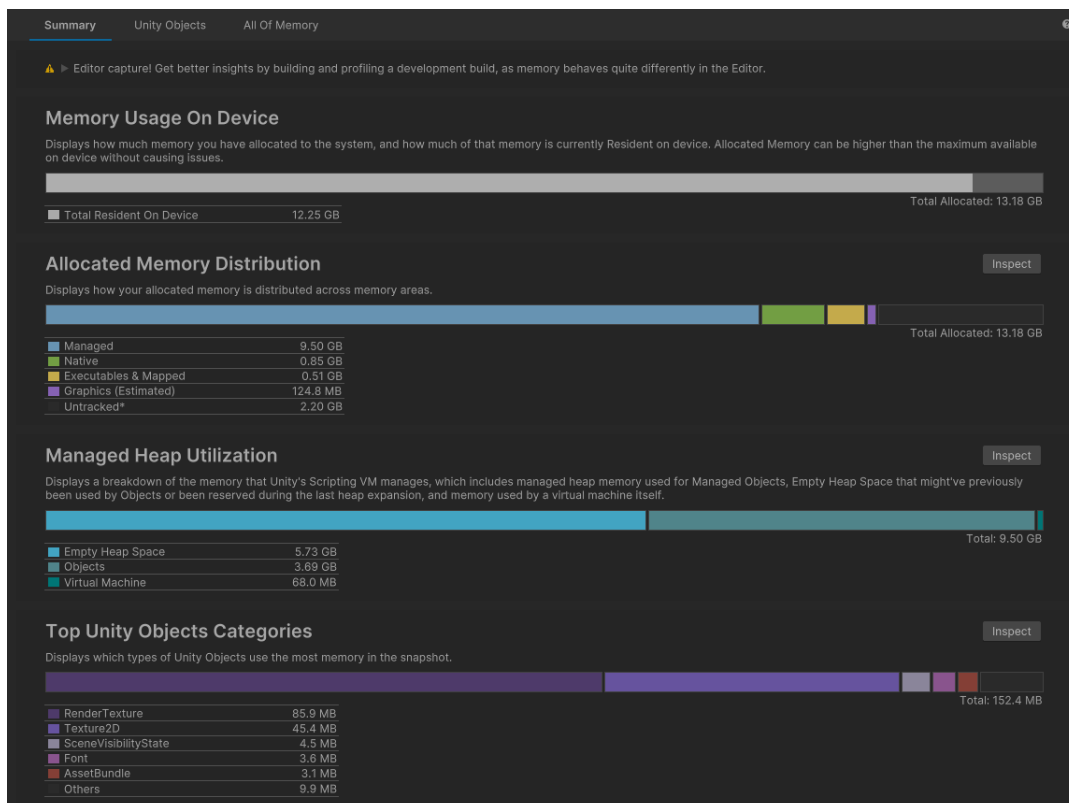 Summary Unity Objects All Of Memory
Editor capture! Get better insights by building and profiling a development build, as memory behaves quite differently in the Editor.
Memory Usage On Device
Displays how much memory you have allocated to the system, and how much of that memory is currently Resident on device. Allocated Memory can be higher than the maximum available
on device without causing issues.
Total Allocated: 13.18 GB
Total Resident On Device 12.25 GB
Allocated Memory Distribution Inspect
Displays how your allocated memory is distributed across memory areas.
Total Allocated: 13.18 GB
Managed 9.50 GB
Native 0.85 GB
Executables & Mapped 0.51 GB
Graphics (Estimated) 124.8 MB
Untracked* 2.20 GB
Managed Heap Utilization Inspect
Displays a breakdown of the memory that Unity's Scripting VM manages, which includes managed heap memory used for Managed Objects, Empty Heap Space that might've previously
been used by Objects or been reserved during the last heap expansion, and memory used by a virtual machine itself.
Total: 9.50 GB
Empty Heap Space 5.73 GB
Objects 3.69 GB
Virtual Machine 68.0 MB
Top Unity Objects Categories Inspect
Displays which types of Unity Objects use the most memory in the snapshot.
Total: 152.4 MB
RenderTexture 85.9 MB
Texture2D 45.4 MB
SceneVisibilityState 4.5 MB
Font 3.6 MB
AssetBundle 3.1 MB
Others 9.9 MB